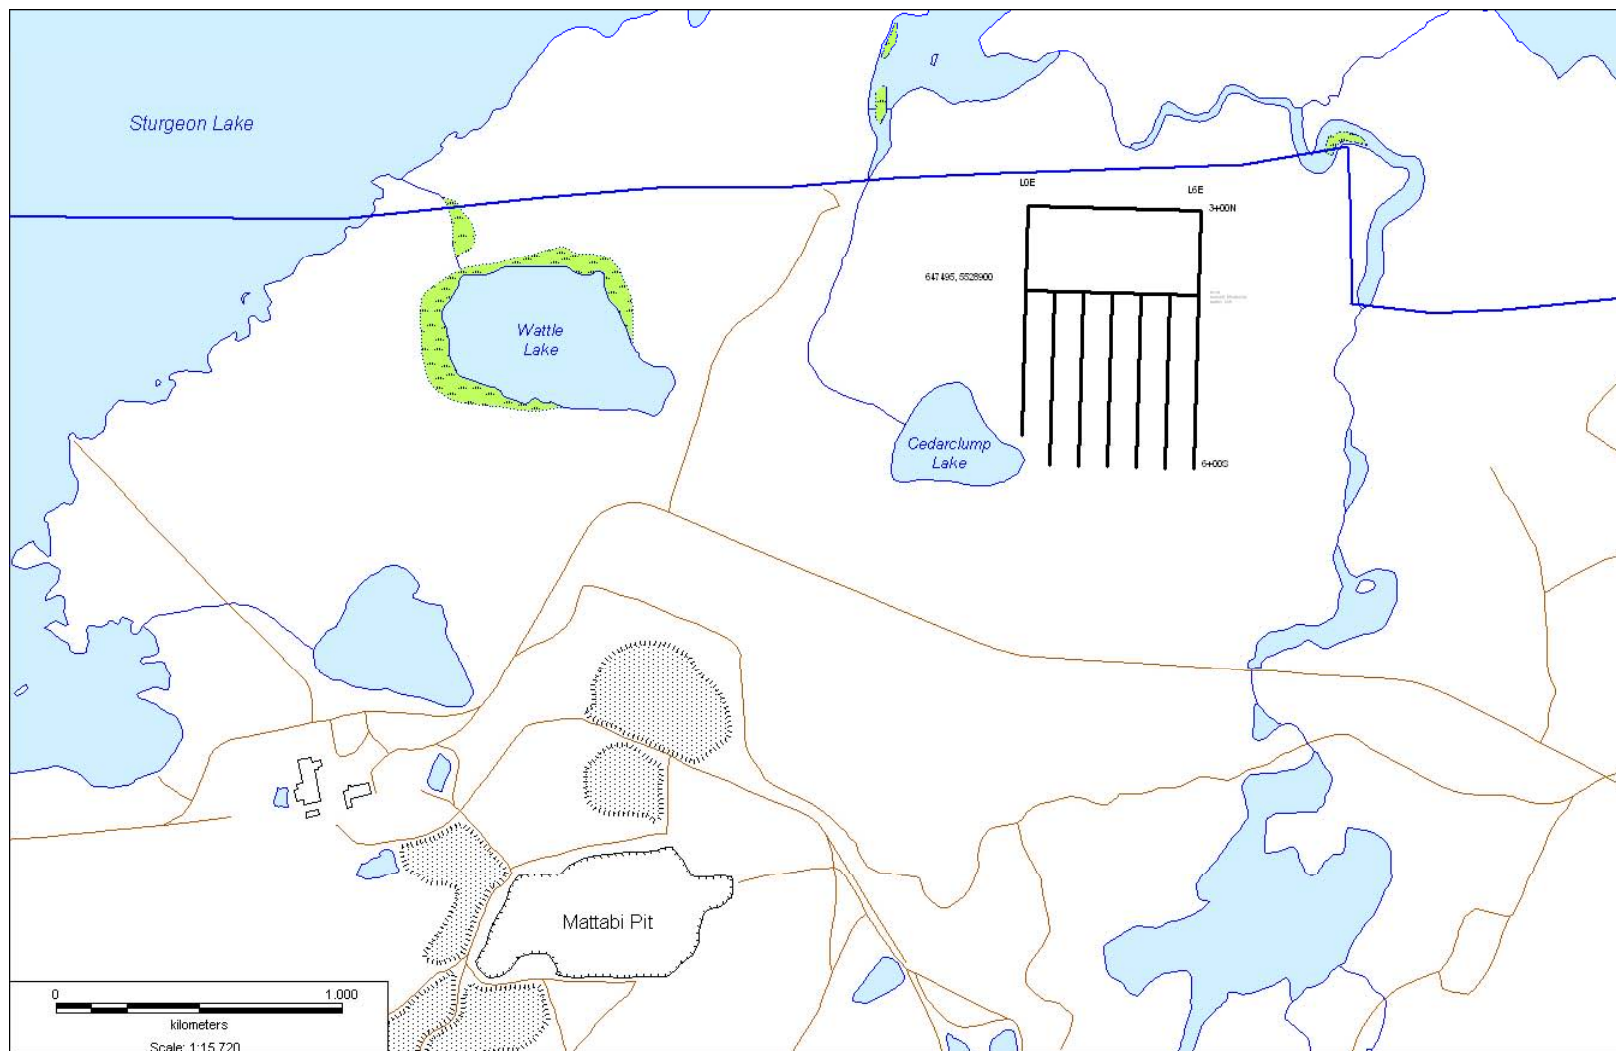 Sturgeon Lake
L0E
L6E
3+00N
647495, 5528900
Wattle
Lake
Cedarclump
Lake
6+00S
Mattabi Pit
0
1.000
kilometers
Scale: 1:15,720